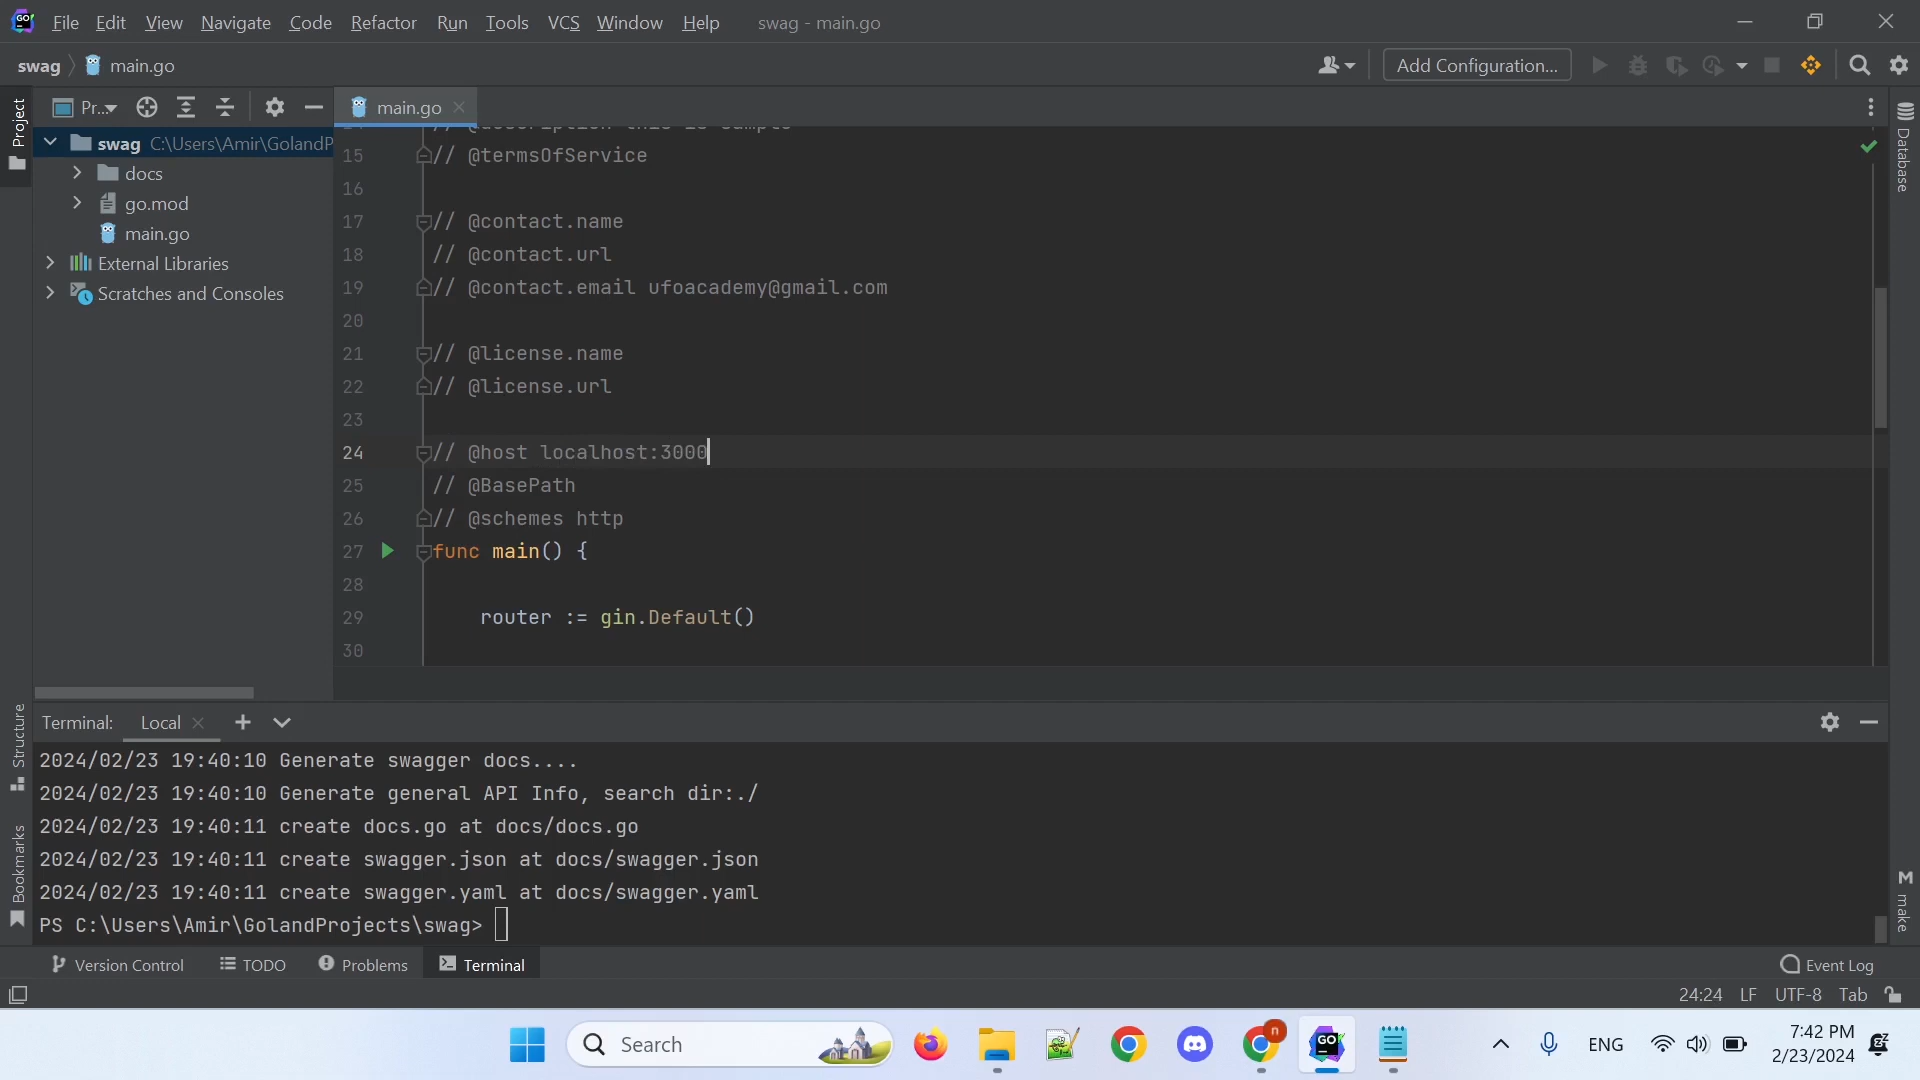 File Edit View Navigate Code Refactor Run Tools VCS Window Help swag - main.go
swag main.go Add Configuration...
Project
Pr...
main.go
swag C:\Users\Amir\GolandP
docs
go.mod
main.go
External Libraries
Scratches and Consoles
14 // @description this is sample
15 // @termsOfService
16
17 // @contact.name
18 // @contact.url
19 // @contact.email ufoacademy@gmail.com
20
21 // @license.name
22 // @license.url
23
24 // @host localhost:3000
25 // @BasePath
26 // @schemes http
27 func main() {
28
29 router := gin.Default()
30
Database
make
Structure
Bookmarks
Terminal: Local
2024/02/23 19:40:10 Generate swagger docs....
2024/02/23 19:40:10 Generate general API Info, search dir:./
2024/02/23 19:40:11 create docs.go at docs/docs.go
2024/02/23 19:40:11 create swagger.json at docs/swagger.json
2024/02/23 19:40:11 create swagger.yaml at docs/swagger.yaml
PS C:\Users\Amir\GolandProjects\swag>
Version Control TODO Problems Terminal Event Log
24:24 LF UTF-8 Tab
Search
ENG
7:42 PM
2/23/2024